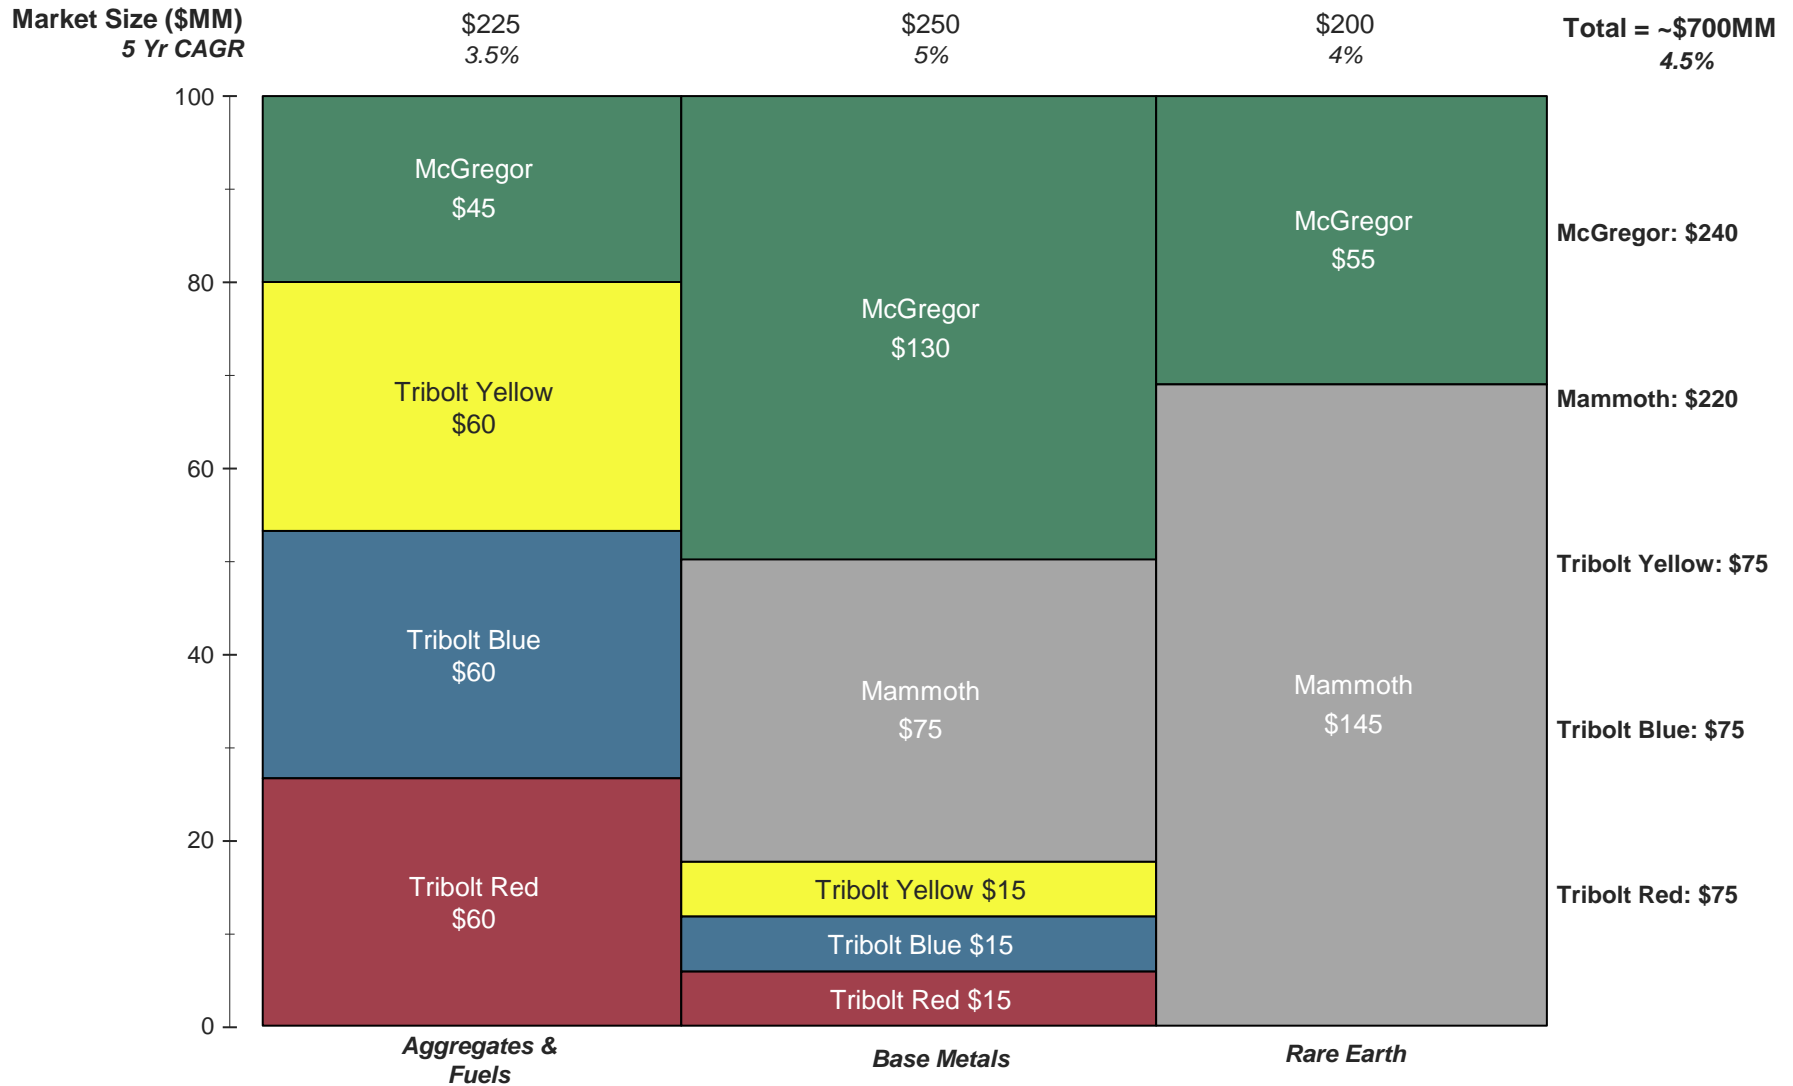 Market Size ($MM)
5 Yr CAGR
$225
3.5%
$250
5%
$200
4%
Total = ~$700MM
4.5%
100
80
60
40
20
0
McGregor
$45
Tribolt Yellow
$60
Tribolt Blue
$60
Tribolt Red
$60
McGregor
$130
Mammoth
$75
Tribolt Yellow $15
Tribolt Blue $15
Tribolt Red $15
McGregor
$55
Mammoth
$145
McGregor: $240
Mammoth: $220
Tribolt Yellow: $75
Tribolt Blue: $75
Tribolt Red: $75
Aggregates &
Fuels
Base Metals
Rare Earth